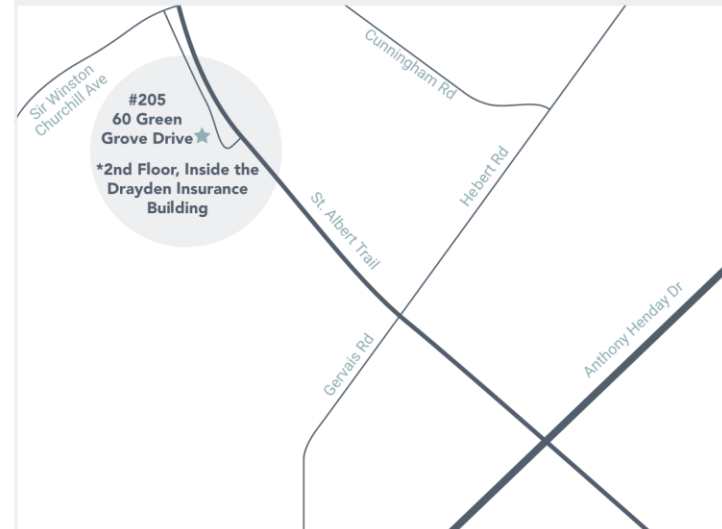 Sir Winston
Churchill Ave
Cunningham Rd
#205
60 Green
Grove Drive
*2nd Floor, Inside the
Drayden Insurance
Building
Hebert Rd
St. Albert Trail
Anthony Henday Dr
Gervais Rd